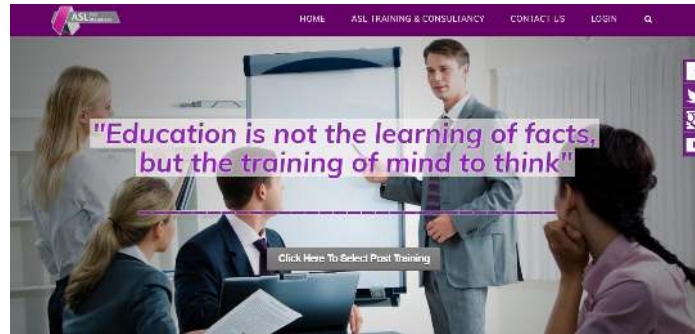 ASL
HOME ASL TRAINING & CONSULTANCY CONTACT US LOGIN
"Education is not the learning of facts,
but the training of mind to think"
Click Here To Select Post Training